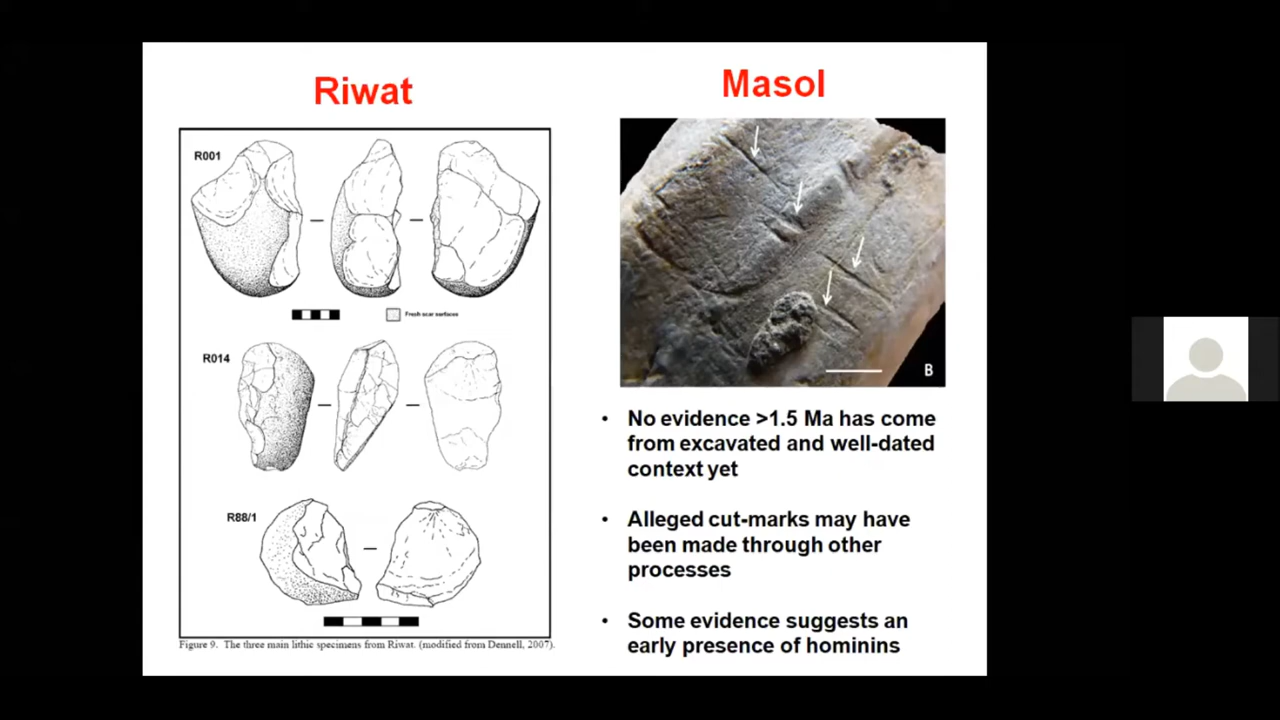 Riwat
Masol
R001
Fresh scar surfaces
R014
R88/1
Figure 9. The three main lithic specimens from Riwat. (modified from Dennell, 2007).
B
• No evidence >1.5 Ma has come
from excavated and well-dated
context yet
• Alleged cut-marks may have
been made through other
processes
• Some evidence suggests an
early presence of hominins